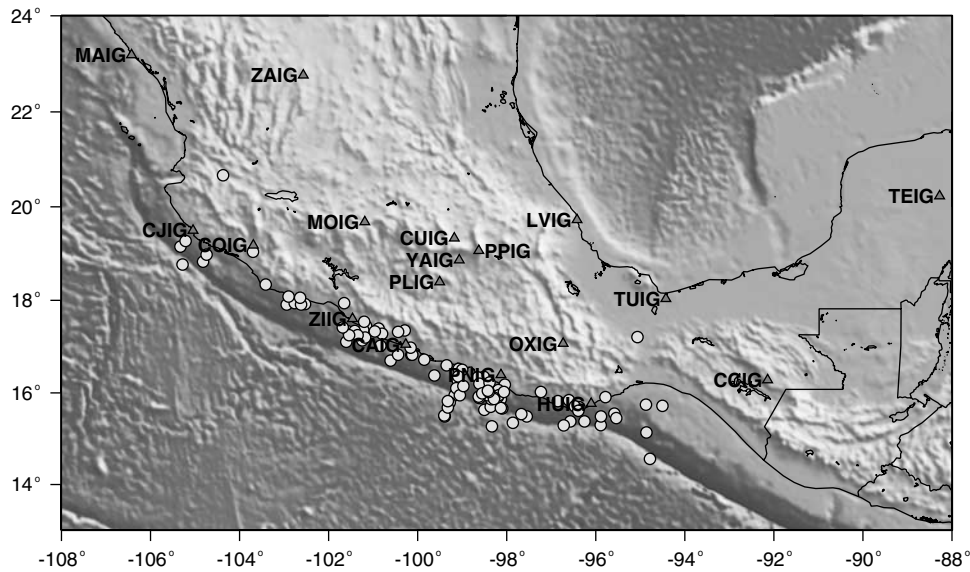 24°
MAIG
ZAIG
22°
20°
TEIG
LVIG
MOIG
CJIG
CUIG
COIG
PPIG
YAIG
PLIG
18°
TUIG
ZIIG
CAIG
OXIG
PNIG
CCIG
16°
HUIG
14°
-108° -106° -104° -102° -100° -98° -96° -94° -92° -90° -88°